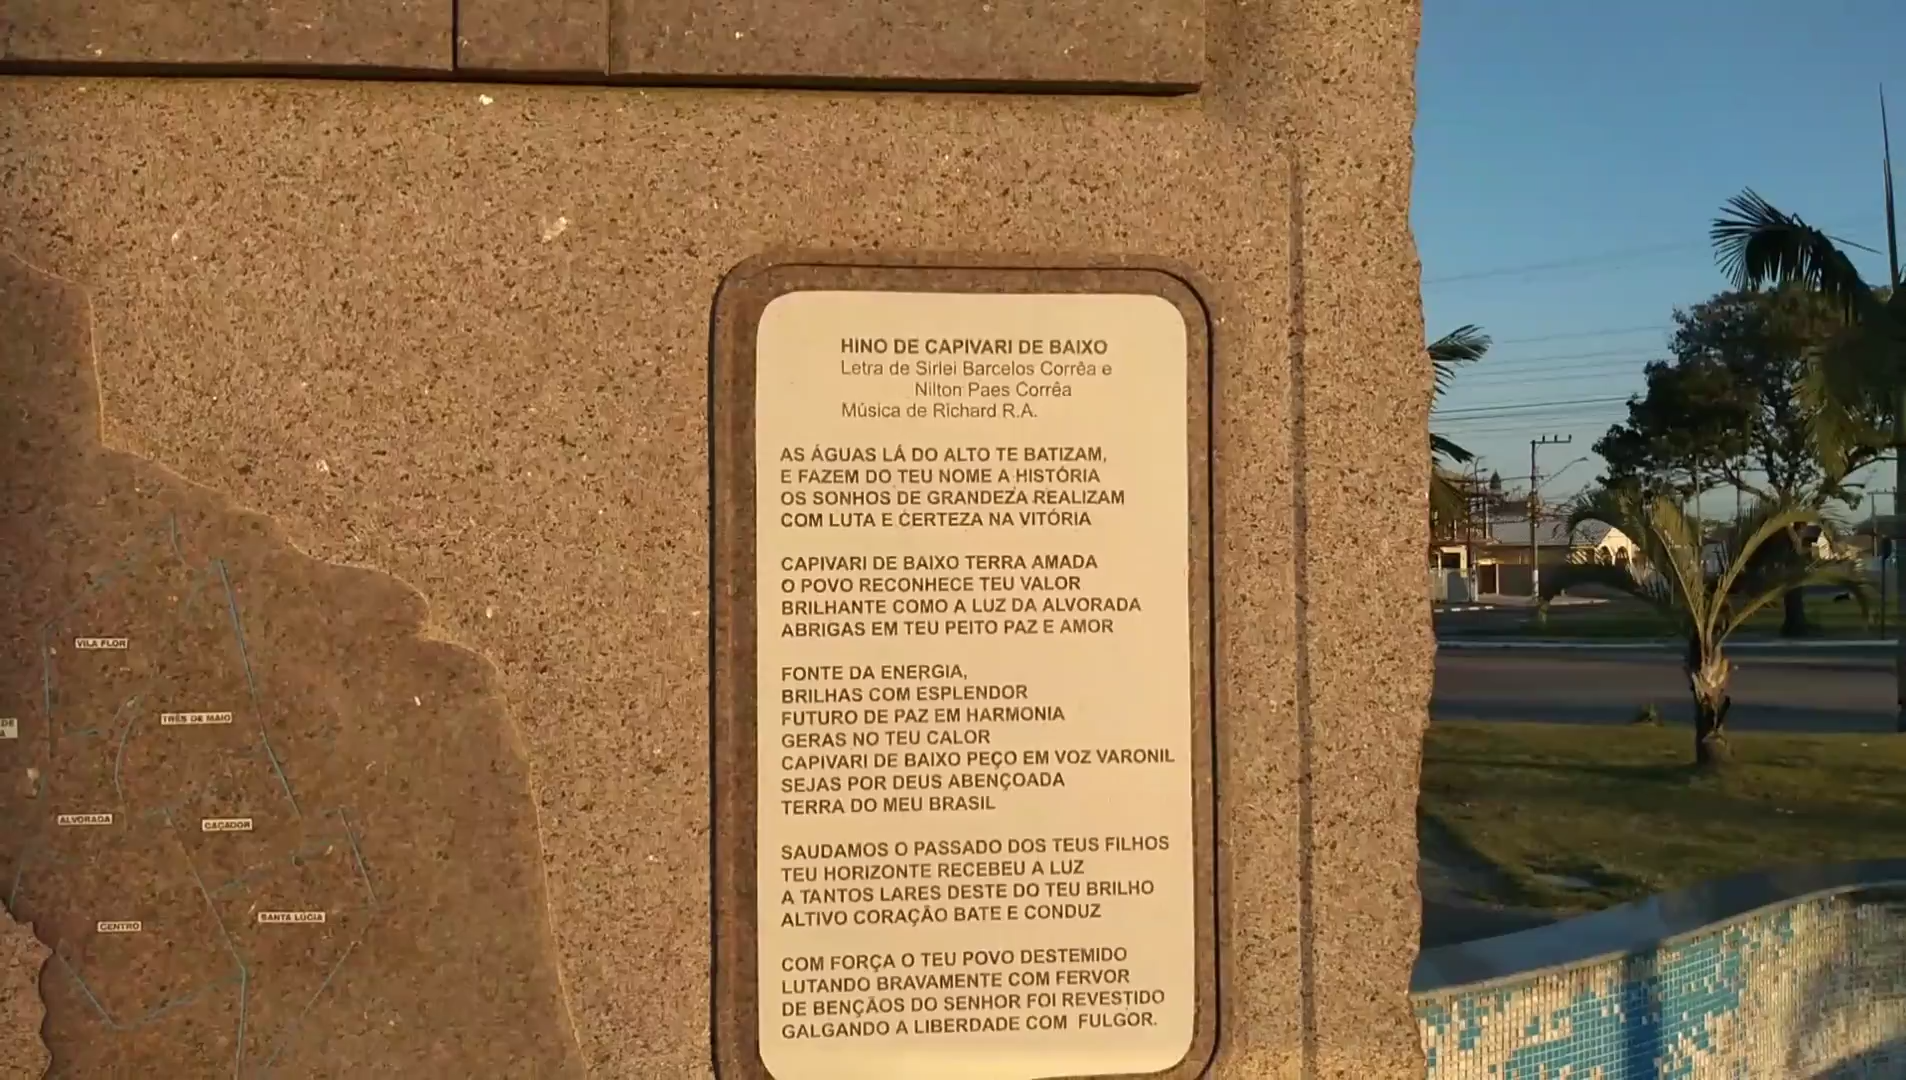 HINO DE CAPIVARI DE BAIXO
Letra de Sirlei Barcelos Corrêa e
Nilton Paes Corrêa
Música de Richard R.A.
AS ÁGUAS LÁ DO ALTO TE BATIZAM,
E FAZEM DO TEU NOME A HISTÓRIA
OS SONHOS DE GRANDEZA REALIZAM
COM LUTA E CERTEZA NA VITÓRIA
CAPIVARI DE BAIXO TERRA AMADA
O POVO RECONHECE TEU VALOR
BRILHANTE COMO A LUZ DA ALVORADA
ABRIGAS EM TEU PEITO PAZ E AMOR
FONTE DA ENERGIA,
BRILHAS COM ESPLENDOR
FUTURO DE PAZ EM HARMONIA
GERAS NO TEU CALOR
CAPIVARI DE BAIXO PEÇO EM VOZ VARONIL
SEJAS POR DEUS ABENÇOADA
TERRA DO MEU BRASIL
SAUDAMOS O PASSADO DOS TEUS FILHOS
TEU HORIZONTE RECEBEU A LUZ
A TANTOS LARES DESTE DO TEU BRILHO
ALTIVO CORAÇÃO BATE E CONDUZ
COM FORÇA O TEU POVO DESTEMIDO
LUTANDO BRAVAMENTE COM FERVOR
DE BENÇÃOS DO SENHOR FOI REVESTIDO
GALGANDO A LIBERDADE COM FULGOR.
VILA FLOR
TRÊS DE MAIO
DE
A
ALVORADA
CAÇADOR
SANTA LÚCIA
CENTRO